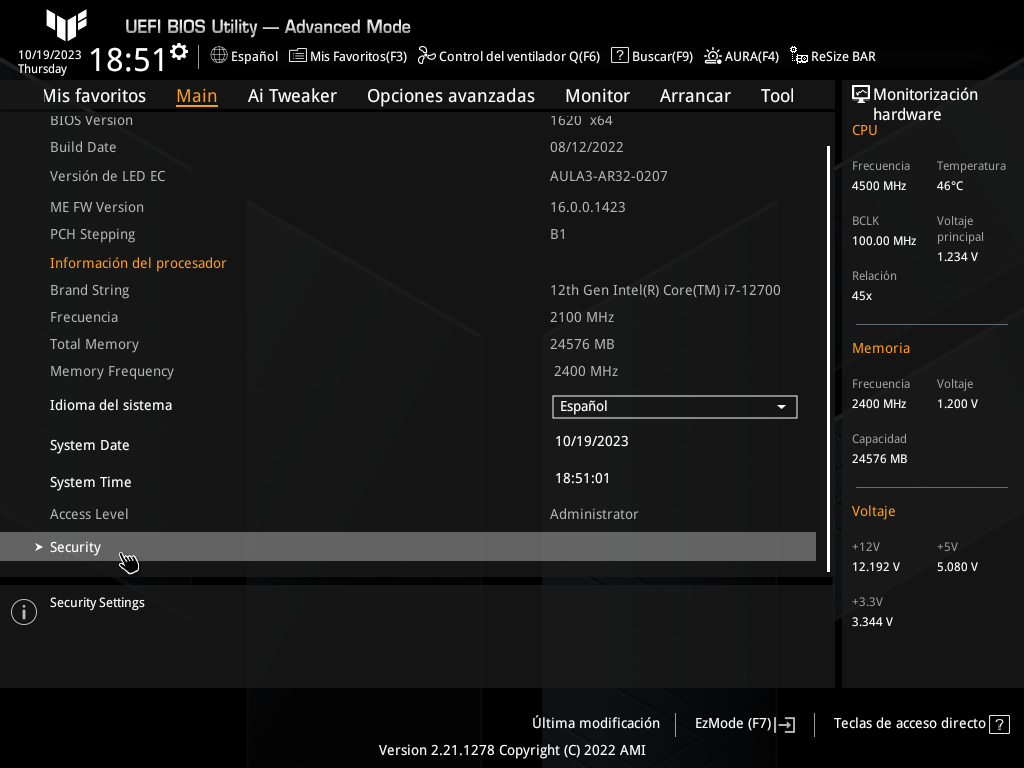 UEFI BIOS Utility — Advanced Mode
10/19/2023
Thursday
18:51
Español
Mis Favoritos(F3)
Control del ventilador Q(F6)
? Buscar(F9)
AURA(F4)
ReSize BAR
Mis favoritos
Main
Ai Tweaker
Opciones avanzadas
Monitor
Arrancar
Tool
BIOS Version 1620 x64
Build Date 08/12/2022
Versión de LED EC AULA3-AR32-0207
ME FW Version 16.0.0.1423
PCH Stepping B1
Información del procesador
Brand String 12th Gen Intel(R) Core(TM) i7-12700
Frecuencia 2100 MHz
Total Memory 24576 MB
Memory Frequency 2400 MHz
Idioma del sistema Español
System Date 10/19/2023
System Time 18:51:01
Access Level Administrator
Security
i Security Settings
Monitorización
hardware
CPU
Frecuencia Temperatura
4500 MHz 46°C
BCLK Voltaje
principal
100.00 MHz
1.234 V
Relación
45x
Memoria
Frecuencia Voltaje
2400 MHz 1.200 V
Capacidad
24576 MB
Voltaje
+12V +5V
12.192 V 5.080 V
+3.3V
3.344 V
Última modificación
EzMode (F7)
Teclas de acceso directo ?
Version 2.21.1278 Copyright (C) 2022 AMI